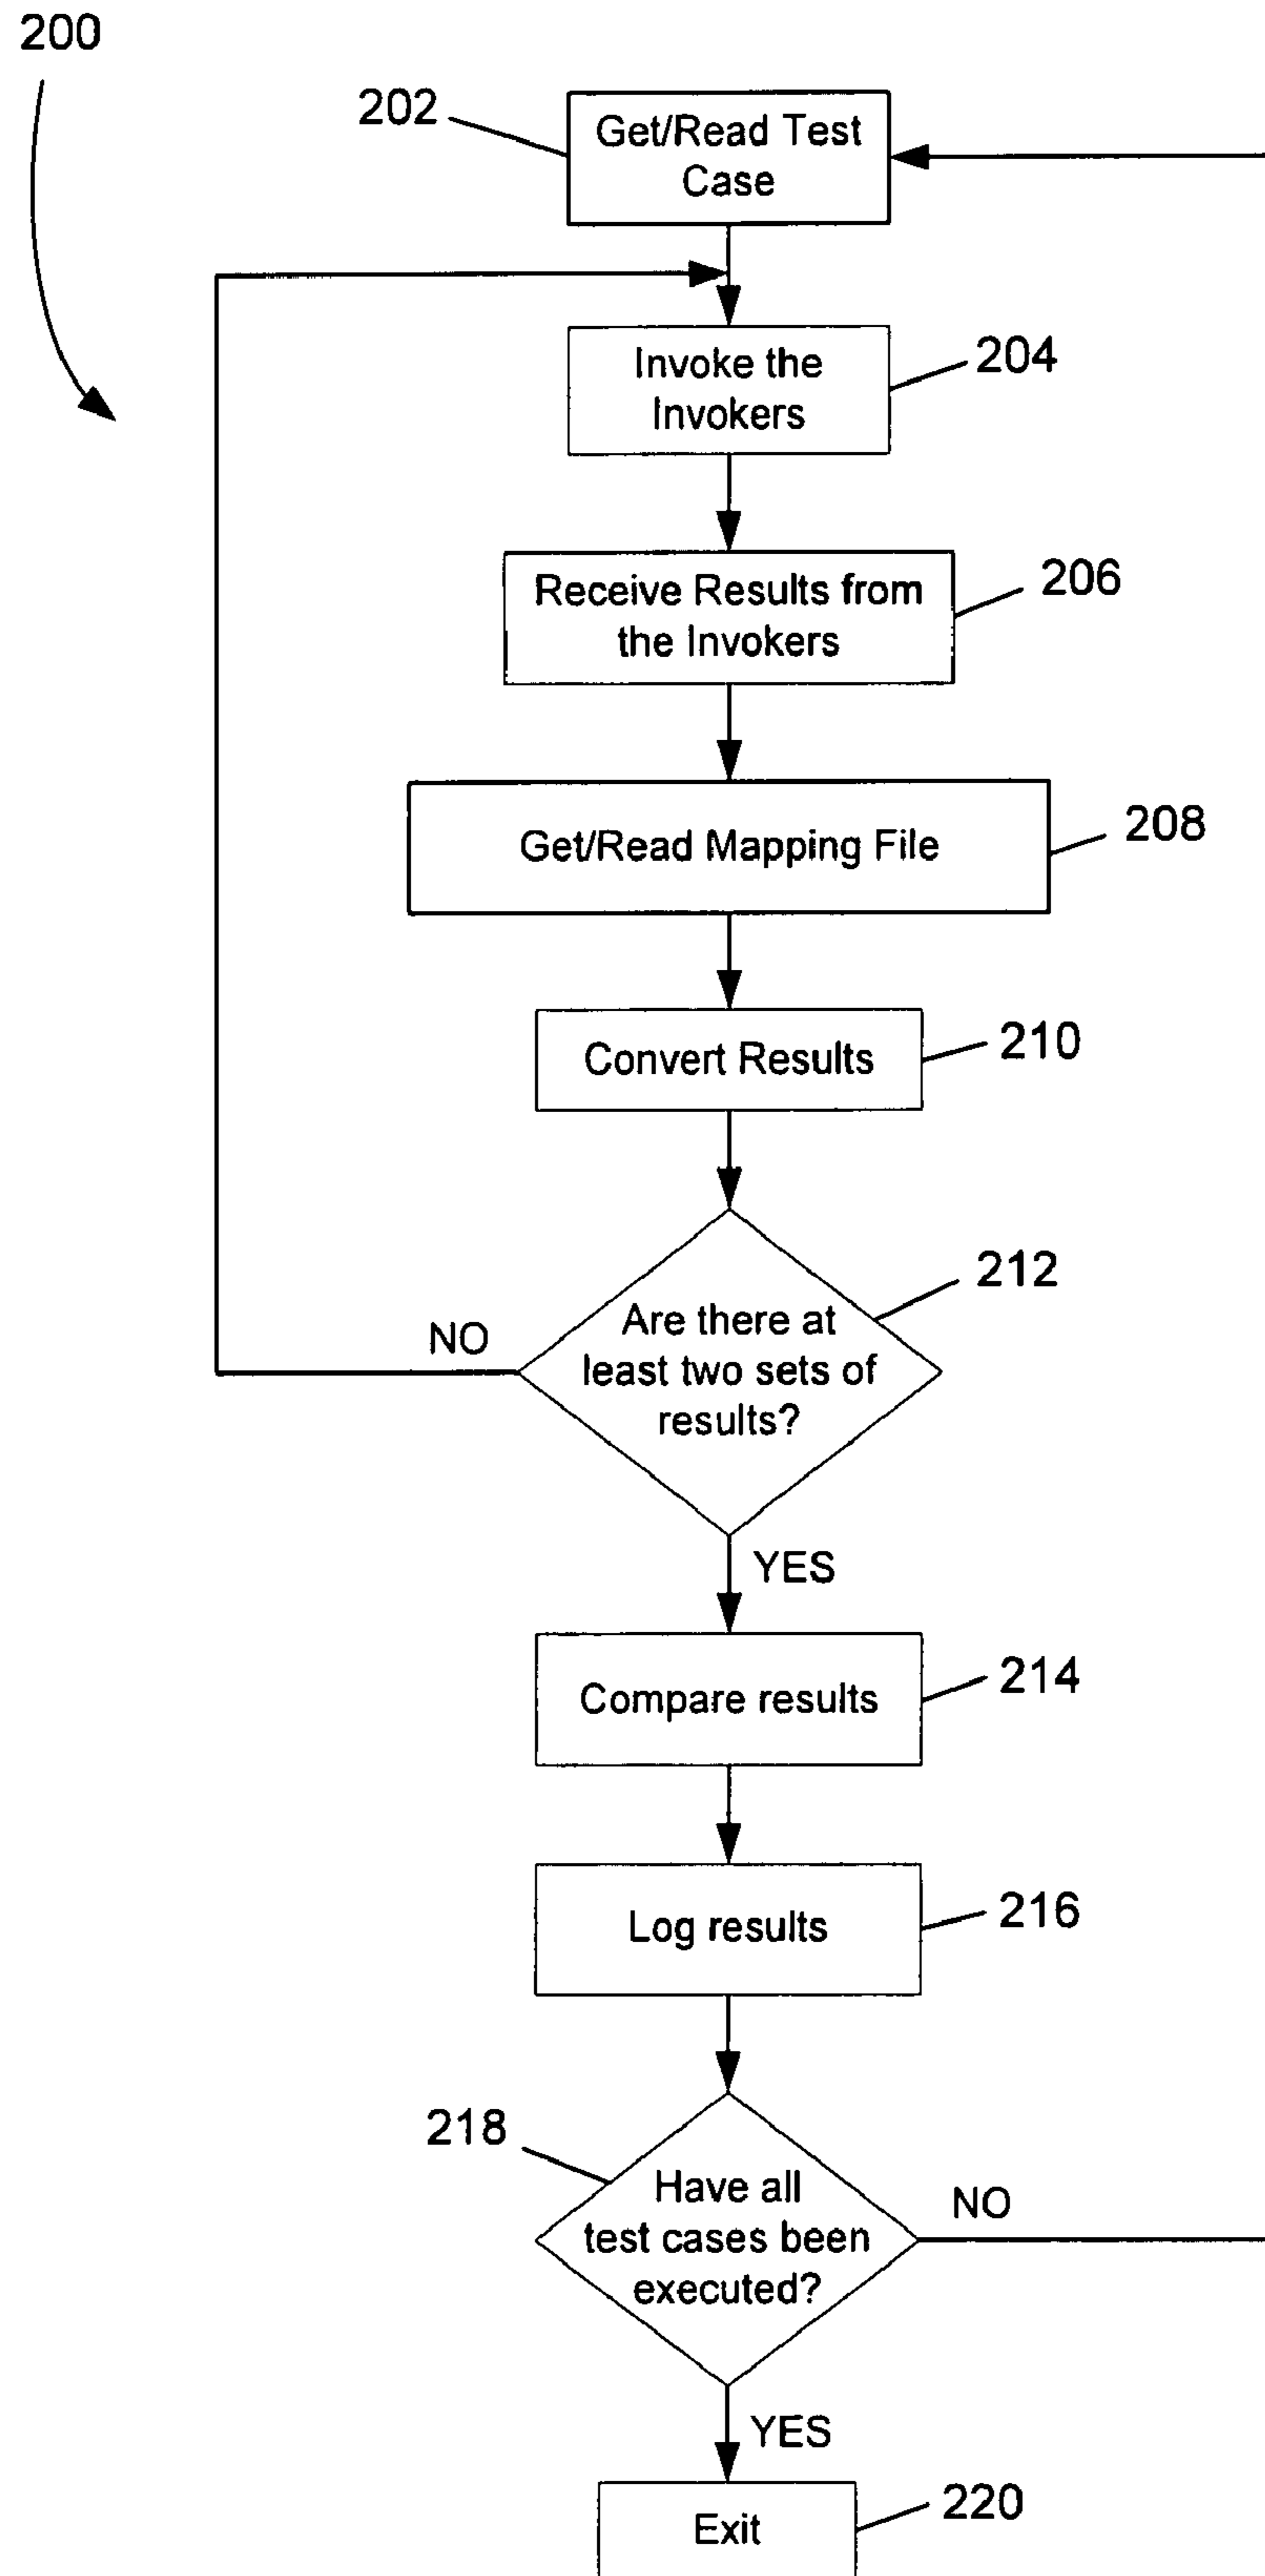 200
202
Get/Read Test
Case
Invoke the
Invokers
204
Receive Results from
the Invokers
206
Get/Read Mapping File
208
Convert Results
210
Are there at
least two sets of
results?
212
NO
YES
Compare results
214
Log results
216
218
Have all
test cases been
executed?
NO
YES
Exit
220